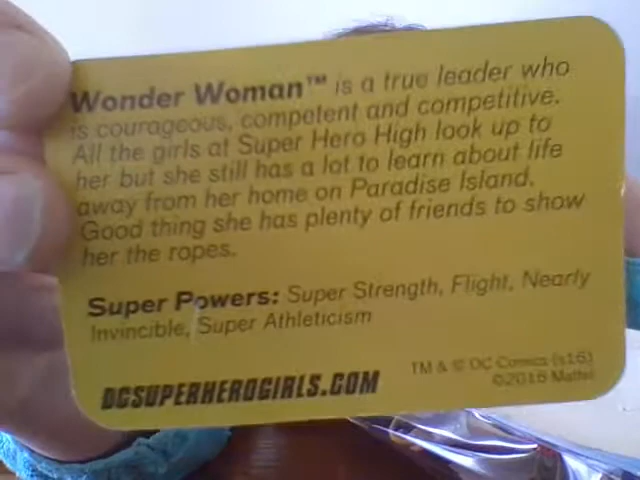 Wonder Woman™ is a true leader who
is courageous, competent and competitive.
All the girls at Super Hero High look up to
her but she still has a lot to learn about life
away from her home on Paradise Island.
Good thing she has plenty of friends to show
her the ropes.
Super Powers: Super Strength, Flight, Nearly
Invincible, Super Athleticism
DCSUPERHEROGIRLS.COM
TM & © DC Comics (s16)
©2016 Mattel